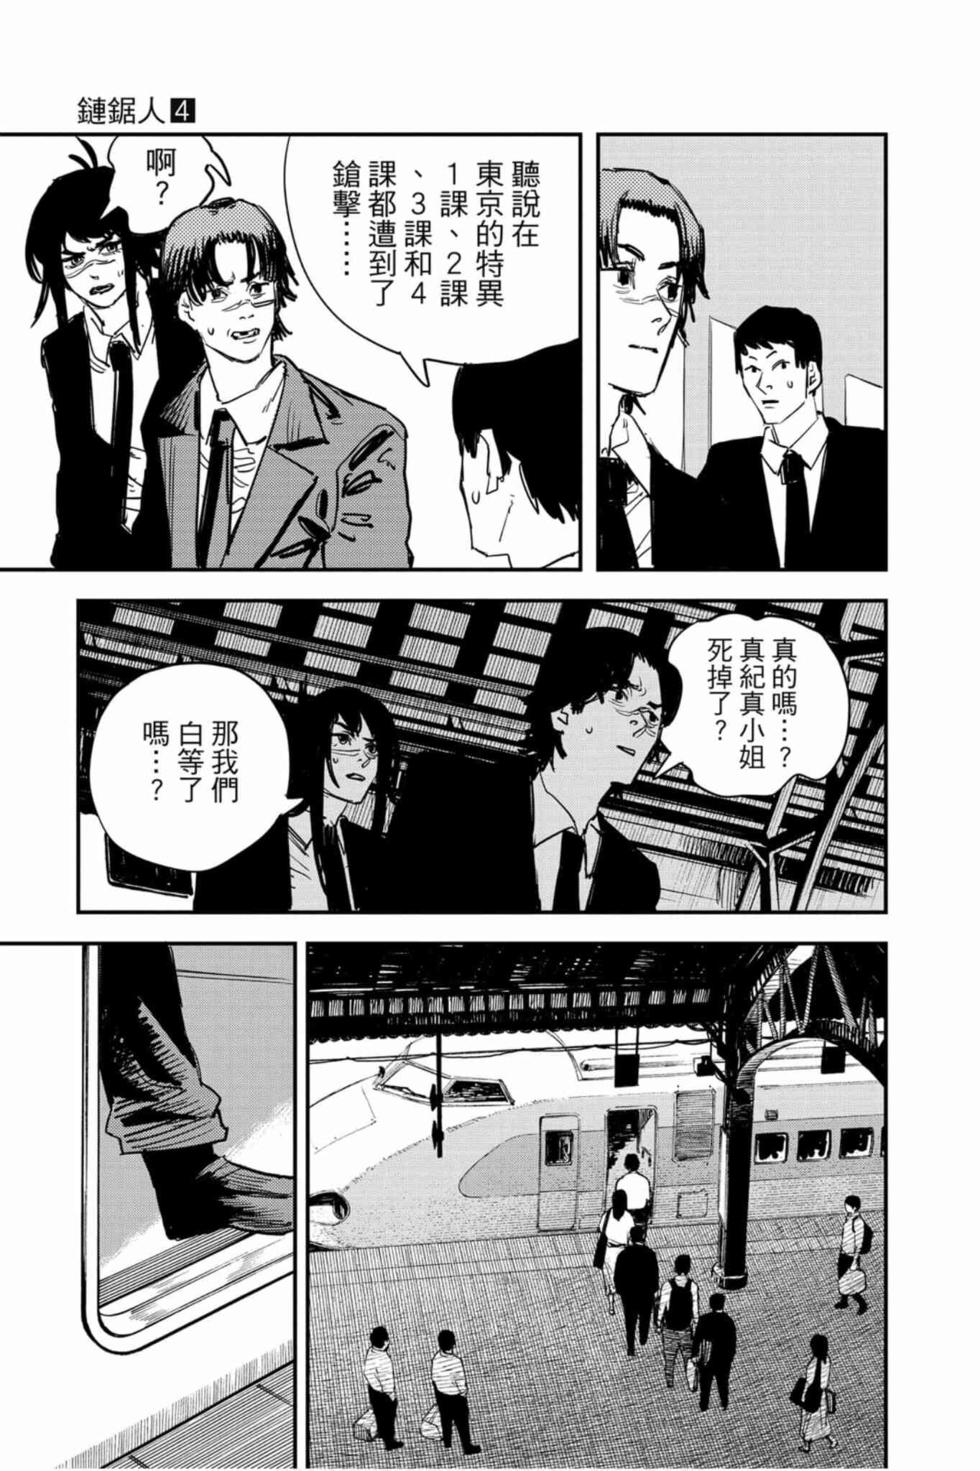 鏈鋸人4
聽說在
東京的特異
1課、2課
、3課和4
課都遭到了
鎗擊……
啊？
真的嗎…？
真紀真小姐
死掉了？
那我們
白等了
嗎…？